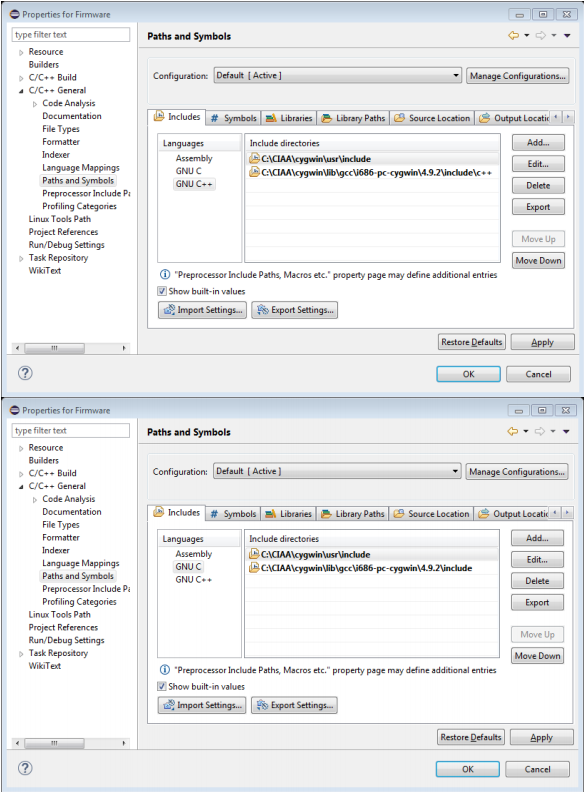 Properties for Firmware
type filter text
Resource
Builders
C/C++ Build
C/C++ General
Code Analysis
Documentation
File Types
Formatter
Indexer
Language Mappings
Paths and Symbols
Preprocessor Include Pa
Profiling Categories
Linux Tools Path
Project References
Run/Debug Settings
Task Repository
WikiText
Paths and Symbols
Configuration: Default [ Active ] Manage Configurations...
Includes # Symbols Libraries Library Paths Source Location Output Locatic
Languages
Assembly
GNU C
GNU C++
Include directories
C:\CIAA\cygwin\usr\include
C:\CIAA\cygwin\lib\gcc\i686-pc-cygwin\4.9.2\include\c++
Add...
Edit...
Delete
Export
Move Up
Move Down
"Preprocessor Include Paths, Macros etc." property page may define additional entries
Show built-in values
Import Settings... Export Settings...
Restore Defaults Apply
OK Cancel
Properties for Firmware
type filter text
Resource
Builders
C/C++ Build
C/C++ General
Code Analysis
Documentation
File Types
Formatter
Indexer
Language Mappings
Paths and Symbols
Preprocessor Include Pa
Profiling Categories
Linux Tools Path
Project References
Run/Debug Settings
Task Repository
WikiText
Paths and Symbols
Configuration: Default [ Active ] Manage Configurations...
Includes # Symbols Libraries Library Paths Source Location Output Locatic
Languages
Assembly
GNU C
GNU C++
Include directories
C:\CIAA\cygwin\usr\include
C:\CIAA\cygwin\lib\gcc\i686-pc-cygwin\4.9.2\include
Add...
Edit...
Delete
Export
Move Up
Move Down
"Preprocessor Include Paths, Macros etc." property page may define additional entries
Show built-in values
Import Settings... Export Settings...
Restore Defaults Apply
OK Cancel